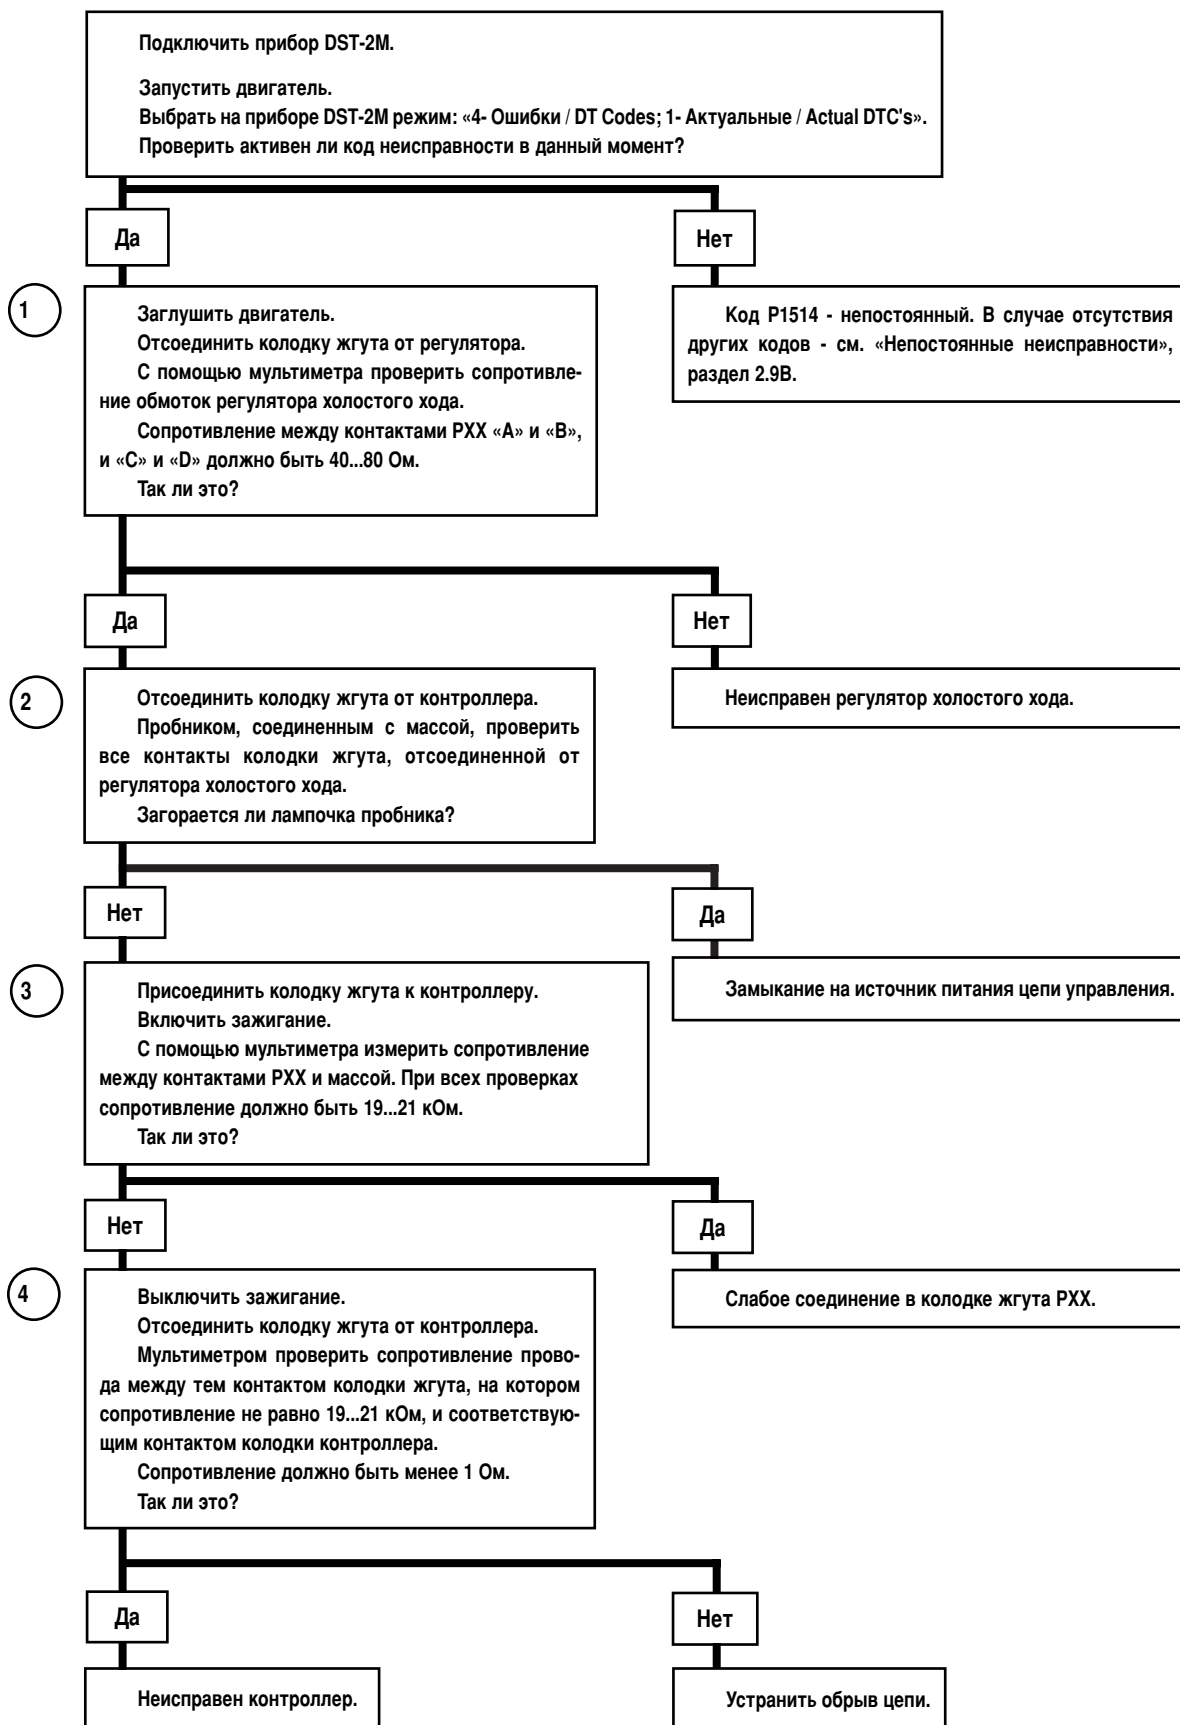 Подключить прибор DST-2М.
Запустить двигатель.
Выбрать на приборе DST-2М режим: «4- Ошибки / DT Codes; 1- Актуальные / Actual DTC's».
Проверить активен ли код неисправности в данный момент?
Да
Нет
1
Заглушить двигатель.
Отсоединить колодку жгута от регулятора.
С помощью мультиметра проверить сопротивле-
ние обмоток регулятора холостого хода.
Сопротивление между контактами РХХ «А» и «В»,
и «С» и «D» должно быть 40...80 Ом.
Так ли это?
Код Р1514 - непостоянный. В случае отсутствия
других кодов - см. «Непостоянные неисправности»,
раздел 2.9В.
Да
Нет
2
Отсоединить колодку жгута от контроллера.
Пробником, соединенным с массой, проверить
все контакты колодки жгута, отсоединенной от
регулятора холостого хода.
Загорается ли лампочка пробника?
Неисправен регулятор холостого хода.
Нет
Да
3
Присоединить колодку жгута к контроллеру.
Включить зажигание.
С помощью мультиметра измерить сопротивление
между контактами РХХ и массой. При всех проверках
сопротивление должно быть 19...21 кОм.
Так ли это?
Замыкание на источник питания цепи управления.
Нет
Да
4
Выключить зажигание.
Отсоединить колодку жгута от контроллера.
Мультиметром проверить сопротивление прово-
да между тем контактом колодки жгута, на котором
сопротивление не равно 19...21 кОм, и соответствую-
щим контактом колодки контроллера.
Сопротивление должно быть менее 1 Ом.
Так ли это?
Слабое соединение в колодке жгута РХХ.
Да
Нет
Неисправен контроллер.
Устранить обрыв цепи.